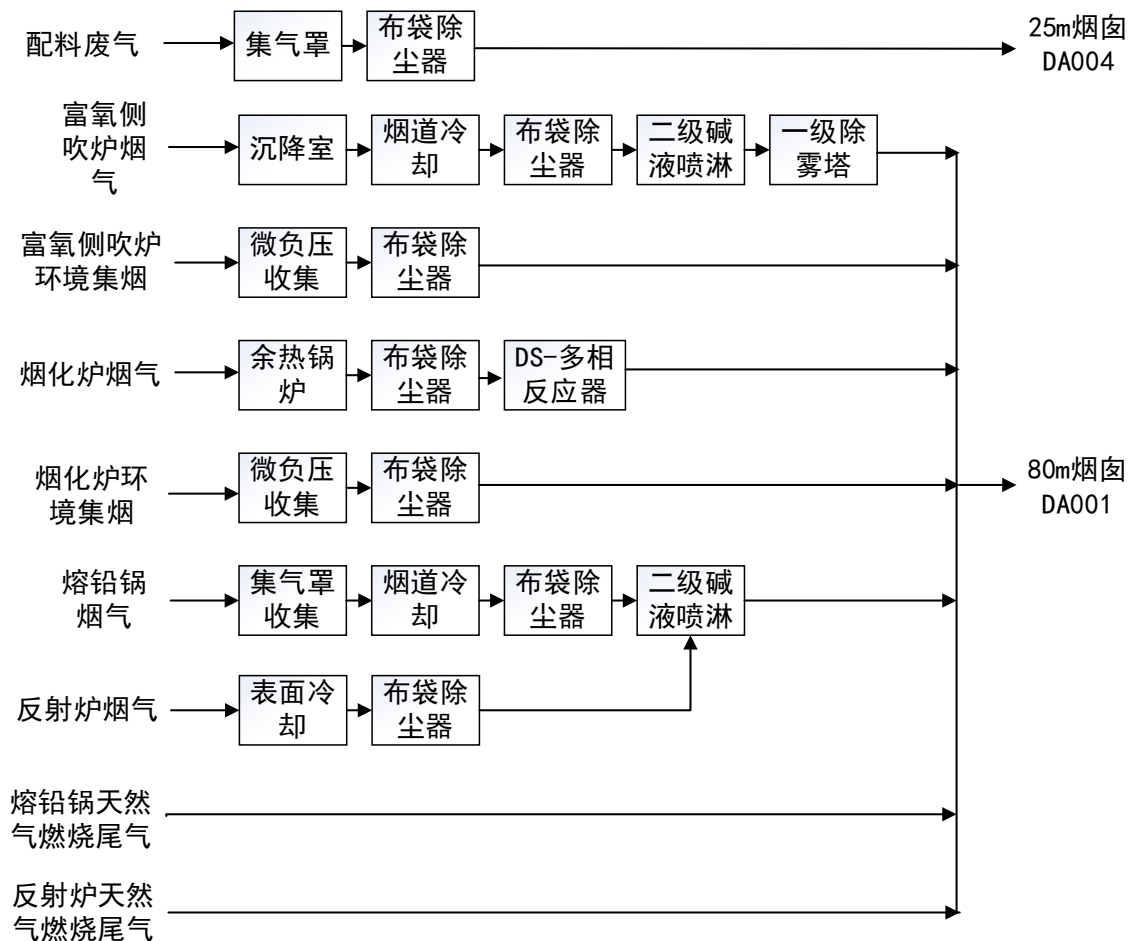 配料废气
集气罩
布袋除
尘器
25m烟囱
DA004
富氧侧
吹炉烟
气
沉降室
烟道冷
却
布袋除
尘器
二级碱
液喷淋
一级除
雾塔
富氧侧吹炉
环境集烟
微负压
收集
布袋除
尘器
烟化炉烟气
余热锅
炉
布袋除
尘器
DS-多相
反应器
烟化炉环
境集烟
微负压
收集
布袋除
尘器
80m烟囱
DA001
熔铅锅
烟气
集气罩
收集
烟道冷
却
布袋除
尘器
二级碱
液喷淋
反射炉烟气
表面冷
却
布袋除
尘器
熔铅锅天然
气燃烧尾气
反射炉天然
气燃烧尾气